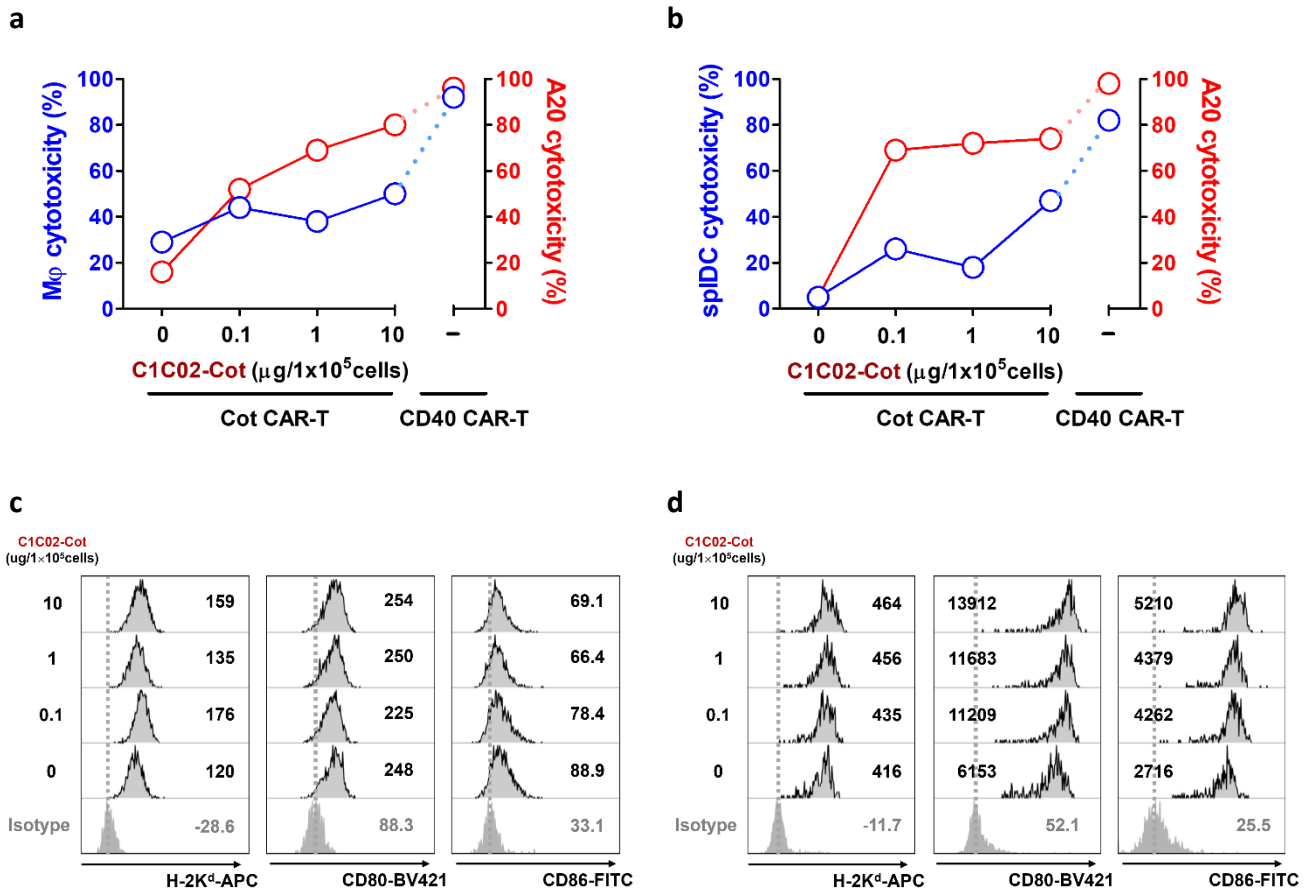 a
100
80
60
40
20
0
Mφ cytotoxicity (%)
100
80
60
40
20
0
A20 cytotoxicity (%)
0 0.1 1 10 –
C1C02-Cot (μg/1x10⁵cells)
Cot CAR-T CD40 CAR-T
b
100
80
60
40
20
0
splDC cytotoxicity (%)
100
80
60
40
20
0
A20 cytotoxicity (%)
0 0.1 1 10 –
C1C02-Cot (μg/1x10⁵cells)
Cot CAR-T CD40 CAR-T
c
C1C02-Cot
(ug/1×10⁵cells)
10 159 254 69.1
1 135 250 66.4
0.1 176 225 78.4
0 120 248 88.9
Isotype -28.6 88.3 33.1
H-2Kᵈ-APC CD80-BV421 CD86-FITC
d
C1C02-Cot
(ug/1×10⁵cells)
10 464 13912 5210
1 456 11683 4379
0.1 435 11209 4262
0 416 6153 2716
Isotype -11.7 52.1 25.5
H-2Kᵈ-APC CD80-BV421 CD86-FITC